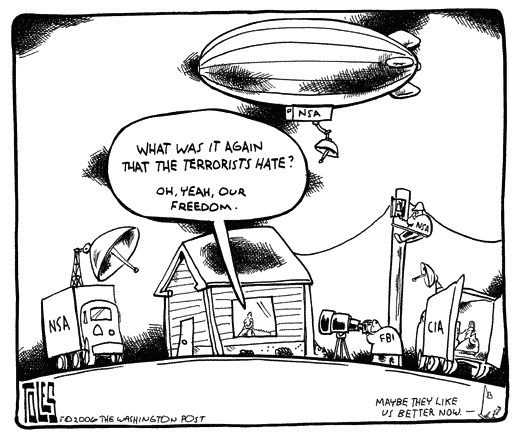 NSA
WHAT WAS IT AGAIN
THAT THE TERRORISTS HATE?
OH, YEAH, OUR
FREEDOM.
NSA
NSA
FBI
CIA
TOLES
©2006 THE WASHINGTON POST
MAYBE THEY LIKE
US BETTER NOW. —